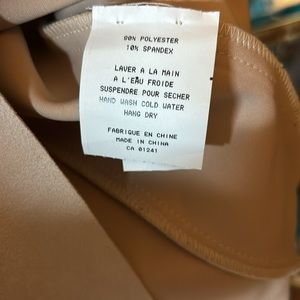 90% POLYESTER
10% SPANDEX
LAVER A LA MAIN
A L'EAU FROIDE
SUSPENDRE POUR SECHER
HAND WASH COLD WATER
HANG DRY
FABRIQUE EN CHINE
MADE IN CHINA
CA 01241